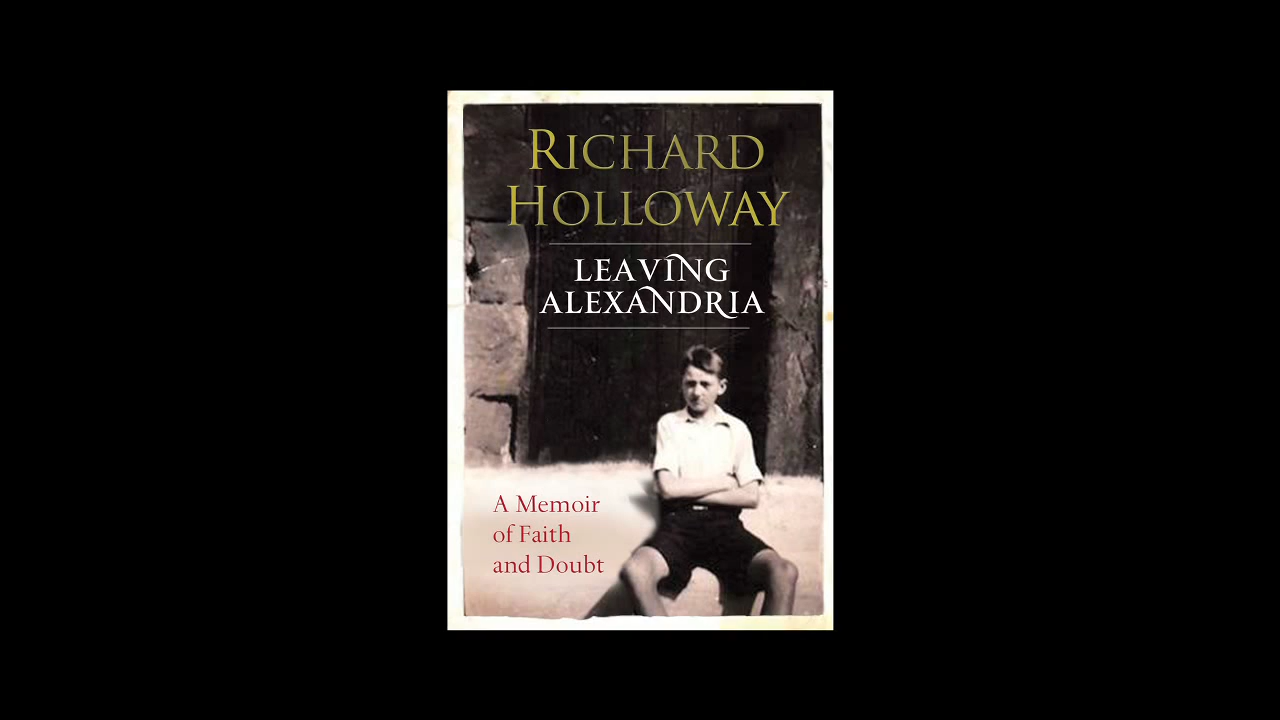 RICHARD
HOLLOWAY
LEAVING
ALEXANDRIA
A Memoir
of Faith
and Doubt